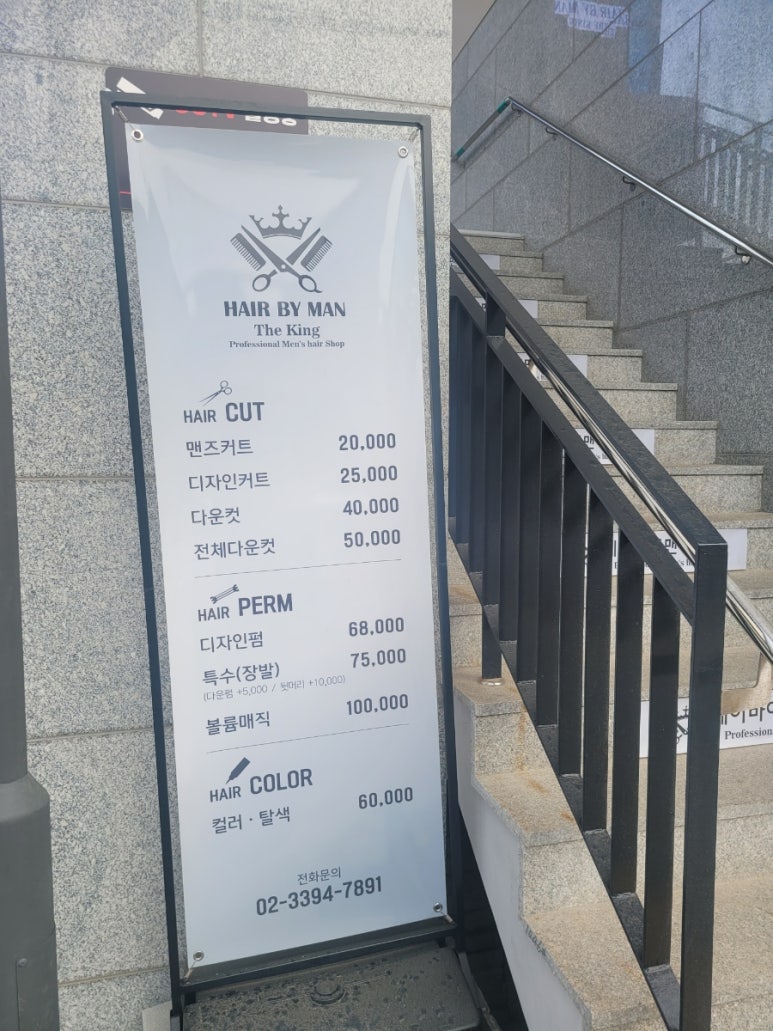 HAIR BY MAN
The King
Professional Men's hair Shop
HAIR CUT
맨즈커트 20,000
디자인커트 25,000
다운컷 40,000
전체다운컷 50,000
HAIR PERM
디자인펌 68,000
특수(장발) 75,000
(다운펌 +5,000 / 뒷머리 +10,000)
볼륨매직 100,000
HAIR COLOR
컬러 · 탈색 60,000
전화문의
02-3394-7891